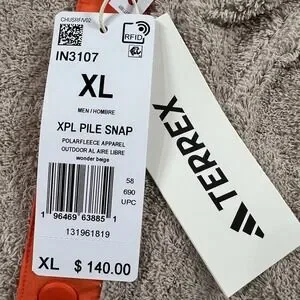 CHUSRFIV02
RFID
IN3107
XL
MEN / HOMBRE
XPL PILE SNAP
POLARFLEECE APPAREL
OUTDOOR AL AIRE LIBRE
wonder beige
58
690
UPC
1 96469 63885 1
131961819
XL $ 140.00
TERREX